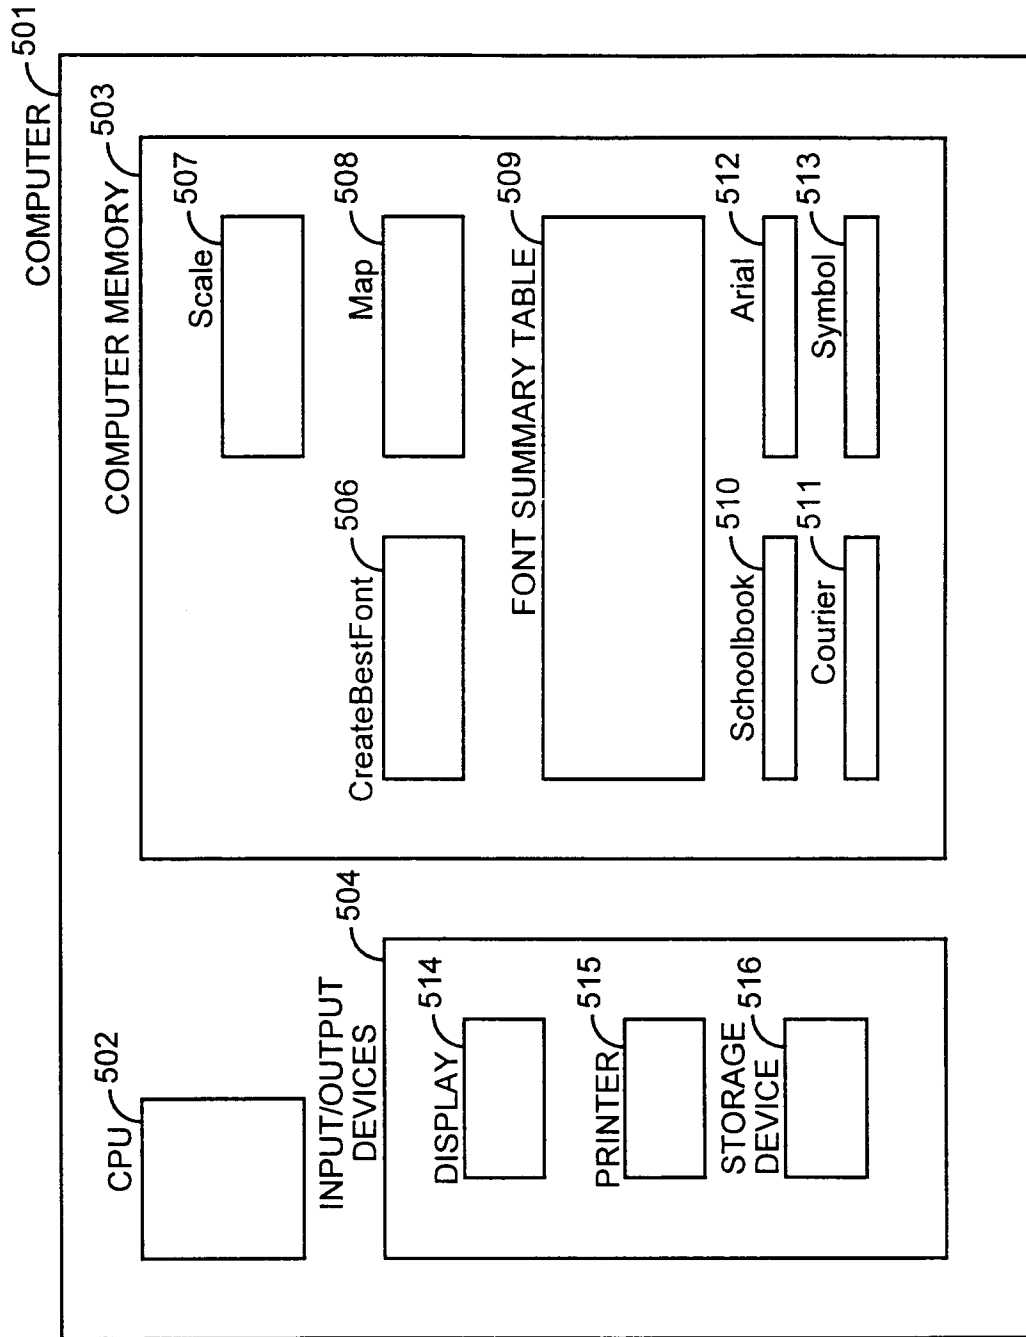 COMPUTER 501
COMPUTER MEMORY 503
CPU 502
Scale 507
CreateBestFont 506
Map 508
INPUT/OUTPUT
DEVICES 504
FONT SUMMARY TABLE 509
DISPLAY 514
PRINTER 515
STORAGE
DEVICE 516
Schoolbook 510
Arial 512
Courier 511
Symbol 513